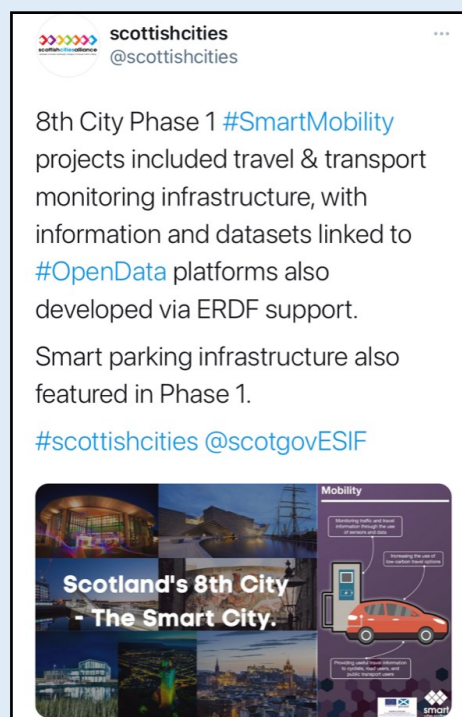 scottishcities
scottishcitiesalliance
@scottishcities
8th City Phase 1 #SmartMobility
projects included travel & transport
monitoring infrastructure, with
information and datasets linked to
#OpenData platforms also
developed via ERDF support.
Smart parking infrastructure also
featured in Phase 1.
#scottishcities @scotgovESIF
Mobility
Monitoring traffic and travel
information through the use
of sensors and data
Increasing the use of
low carbon travel options
Scotland's 8th City
- The Smart City.
Providing useful travel information
to cyclists, road users, and
public transport users
smart